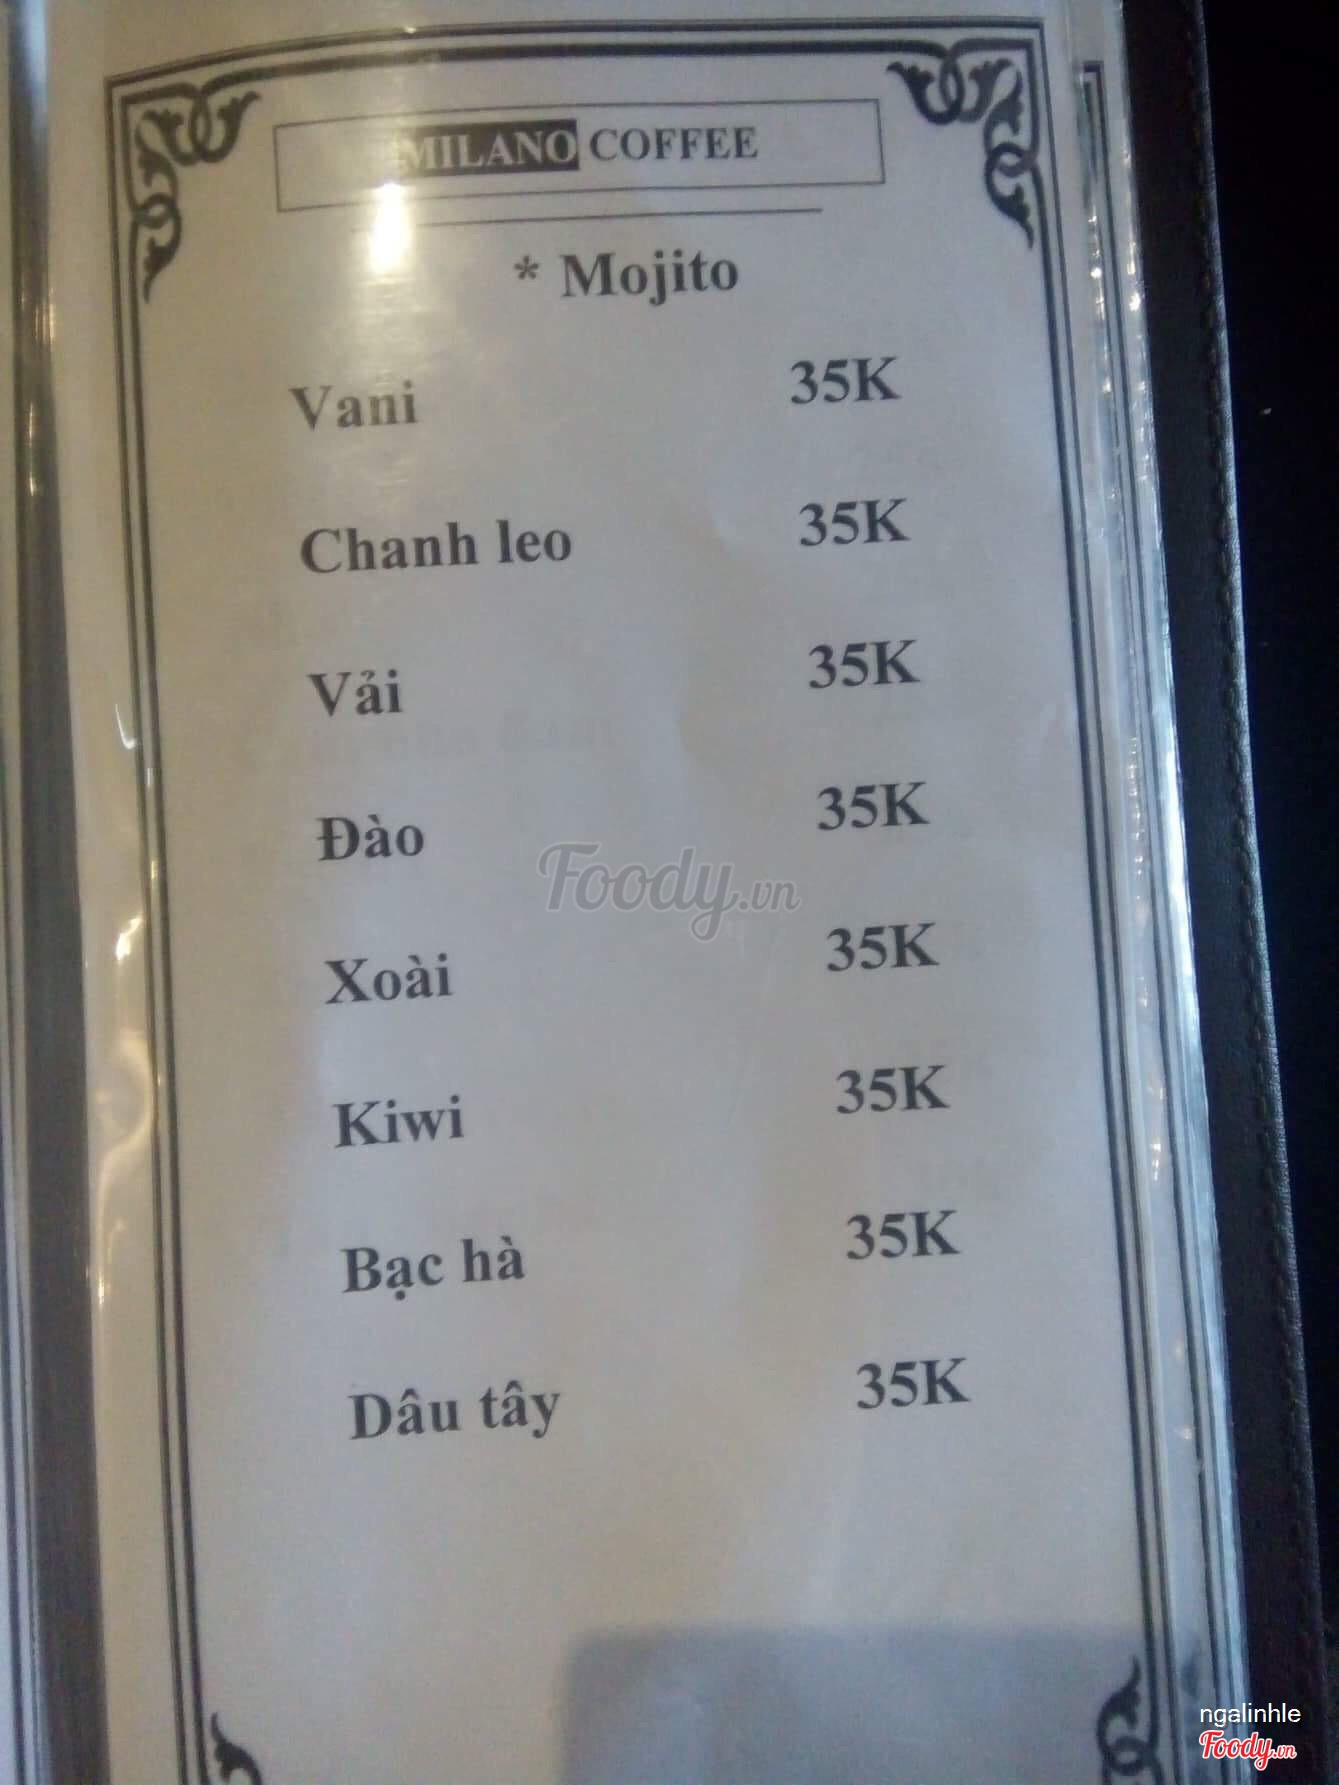 MILANO COFFEE
* Mojito
Vani 35K
Chanh leo 35K
Vải 35K
Đào 35K
Foody.vn
Xoài 35K
Kiwi 35K
Bạc hà 35K
Dâu tây 35K
ngalinhle
Foody.vn